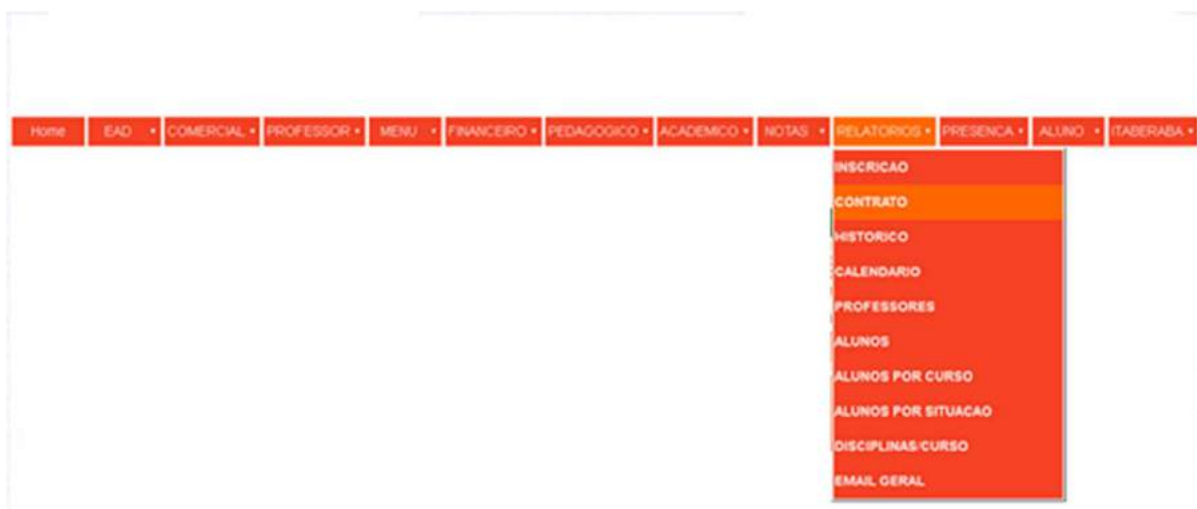 Home EAD COMERCIAL PROFESSOR MENU FINANCEIRO PEDAGOGICO ACADEMICO NOTAS RELATORIOS PRESENCA ALUNO ITABERABA
INSCRICAO
CONTRATO
HISTORICO
CALENDARIO
PROFESSORES
ALUNOS
ALUNOS POR CURSO
ALUNOS POR SITUACAO
DISCIPLINAS/CURSO
EMAIL GERAL